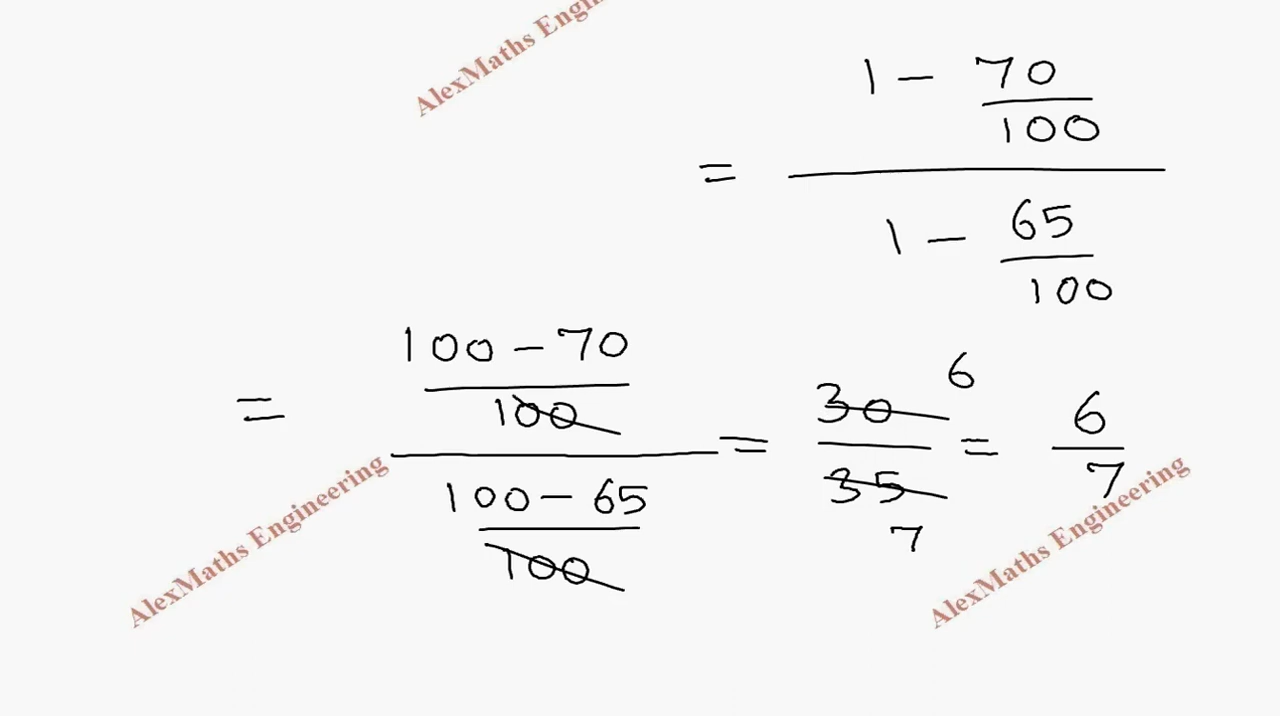 AlexMaths Engin
1 - 70
100
=
1 - 65
100
= 100 - 70
100
100 - 65
100
= 30 6
35
7
= 6
7
AlexMaths Engineering
AlexMaths Engineering